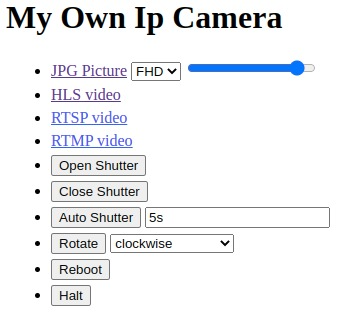 My Own Ip Camera
JPG Picture FHD
HLS video
RTSP video
RTMP video
Open Shutter
Close Shutter
Auto Shutter 5s
Rotate clockwise
Reboot
Halt